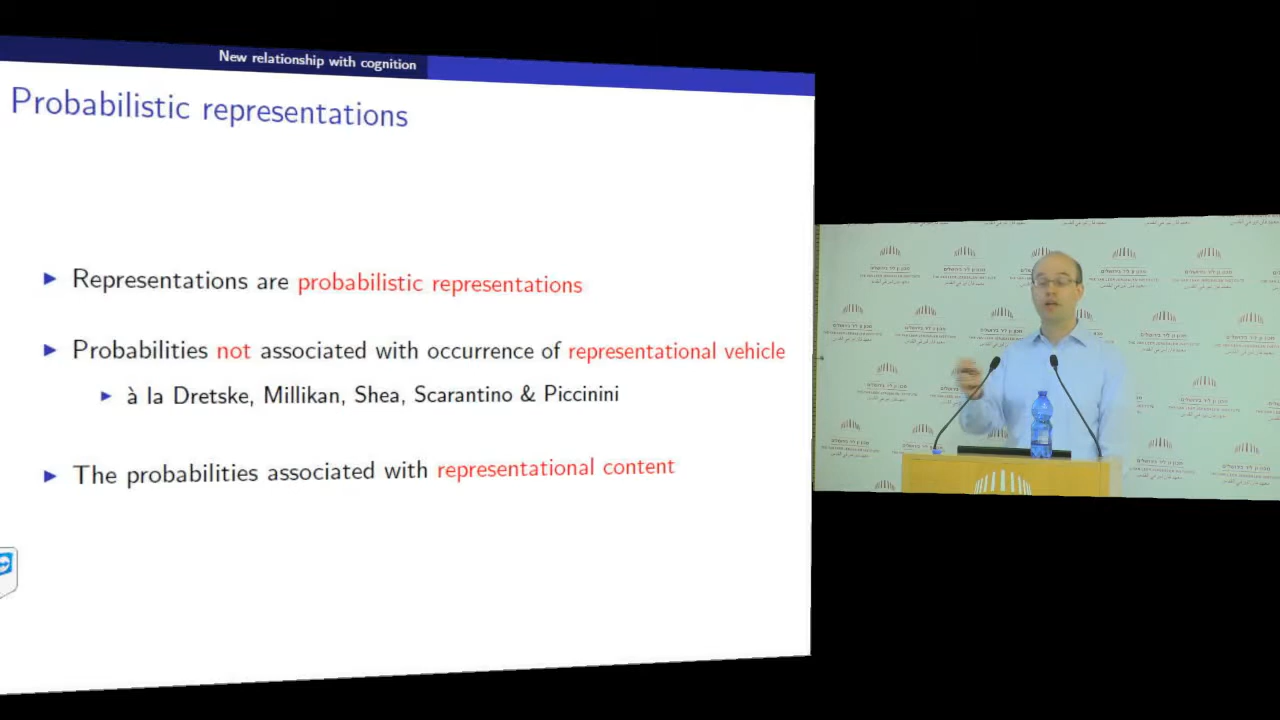 New relationship with cognition
Probabilistic representations
Representations are probabilistic representations
Probabilities not associated with occurrence of representational vehicle
à la Dretske, Millikan, Shea, Scarantino & Piccinini
The probabilities associated with representational content